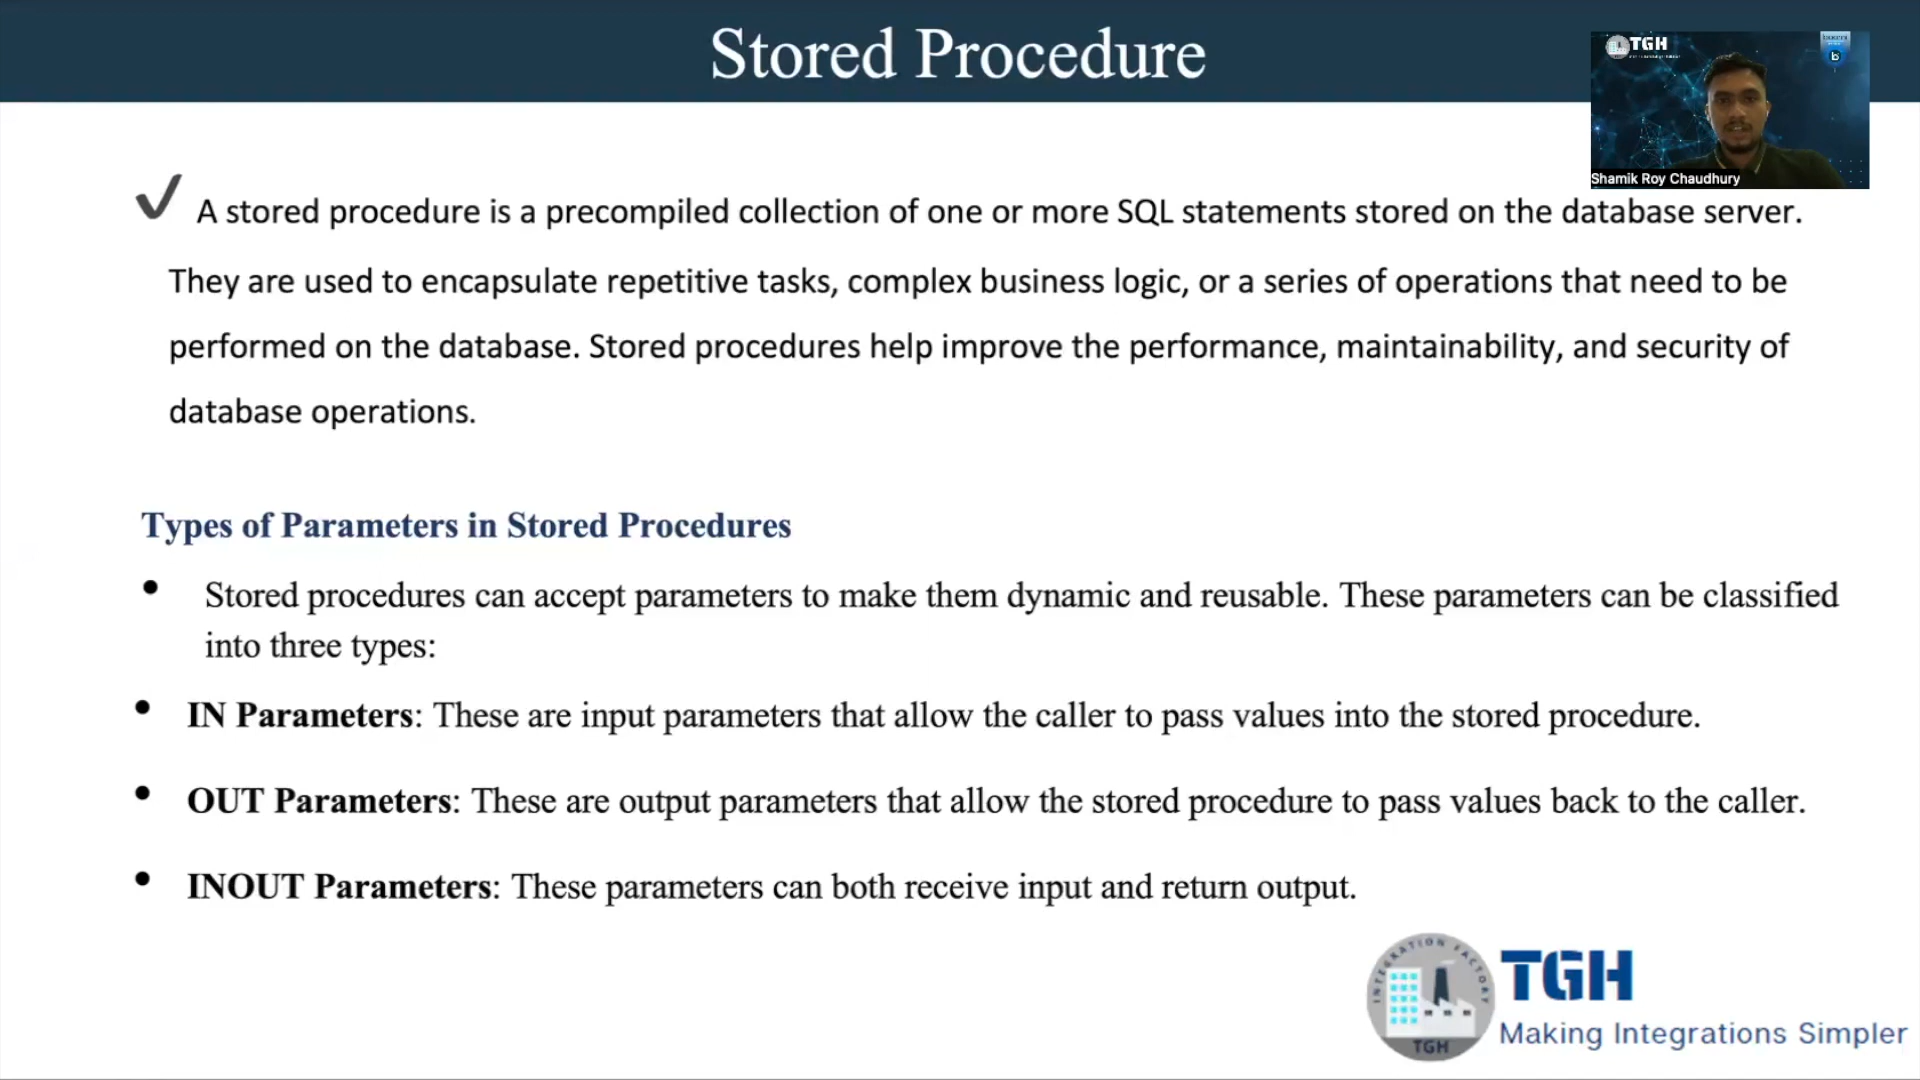 Stored Procedure
TGH
Shamik Roy Chaudhury
A stored procedure is a precompiled collection of one or more SQL statements stored on the database server.
They are used to encapsulate repetitive tasks, complex business logic, or a series of operations that need to be
performed on the database. Stored procedures help improve the performance, maintainability, and security of
database operations.
Types of Parameters in Stored Procedures
• Stored procedures can accept parameters to make them dynamic and reusable. These parameters can be classified
into three types:
• IN Parameters: These are input parameters that allow the caller to pass values into the stored procedure.
• OUT Parameters: These are output parameters that allow the stored procedure to pass values back to the caller.
• INOUT Parameters: These parameters can both receive input and return output.
INTEGRATION FACTORY
TGH
TGH
Making Integrations Simpler